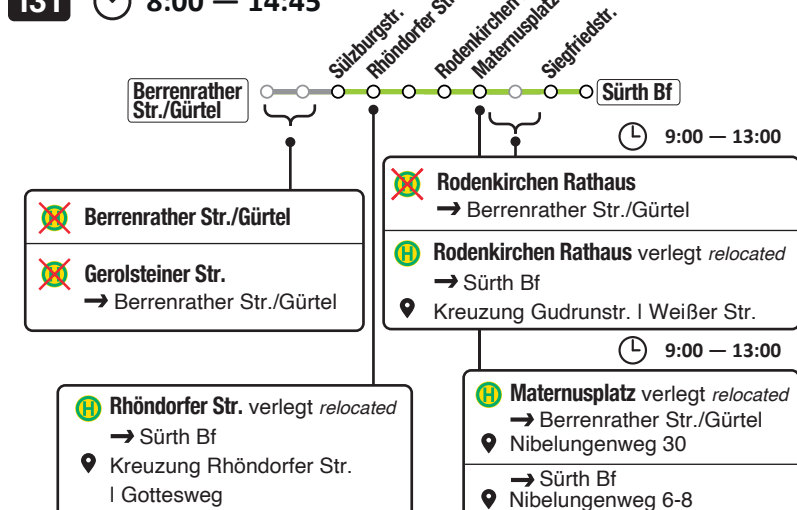 131 8:00 — 14:45
Sülzburgstr.
Rhöndorfer Str.
Rodenkirchen
Maternusplatz
Siegfriedstr.
Berrenrather
Str./Gürtel
Sürth Bf
9:00 — 13:00
H Berrenrather Str./Gürtel
H Gerolsteiner Str.
→ Berrenrather Str./Gürtel
H Rodenkirchen Rathaus
→ Berrenrather Str./Gürtel
H Rodenkirchen Rathaus verlegt relocated
→ Sürth Bf
Kreuzung Gudrunstr. | Weißer Str.
9:00 — 13:00
H Rhöndorfer Str. verlegt relocated
→ Sürth Bf
Kreuzung Rhöndorfer Str.
| Gottesweg
H Maternusplatz verlegt relocated
→ Berrenrather Str./Gürtel
Nibelungenweg 30
→ Sürth Bf
Nibelungenweg 6-8